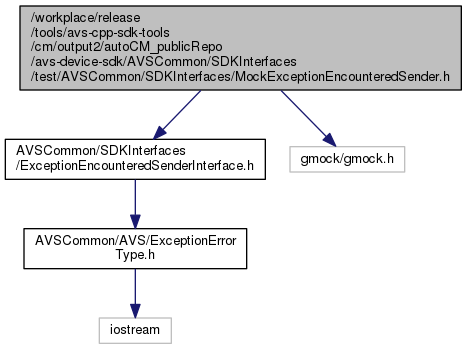 /workplace/release
/tools/avs-cpp-sdk-tools
/cm/output2/autoCM_publicRepo
/avs-device-sdk/AVSCommon/SDKInterfaces
/test/AVSCommon/SDKInterfaces/MockExceptionEncounteredSender.h
AVSCommon/SDKInterfaces
/ExceptionEncounteredSenderInterface.h
gmock/gmock.h
AVSCommon/AVS/ExceptionError
Type.h
iostream